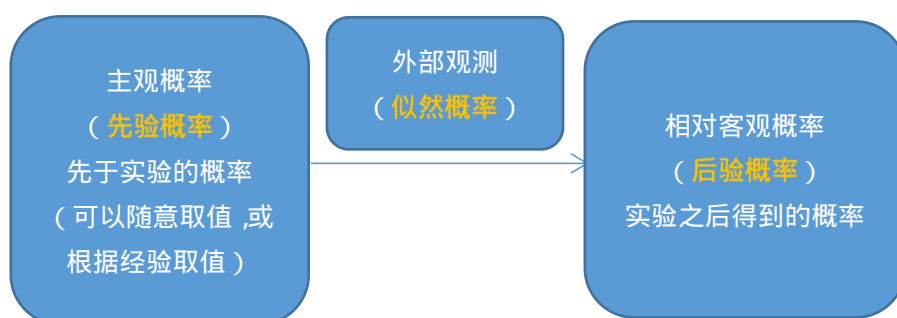 主观概率
（先验概率）
先于实验的概率
（可以随意取值,或
根据经验取值）
外部观测
（似然概率）
相对客观概率
（后验概率）
实验之后得到的概率